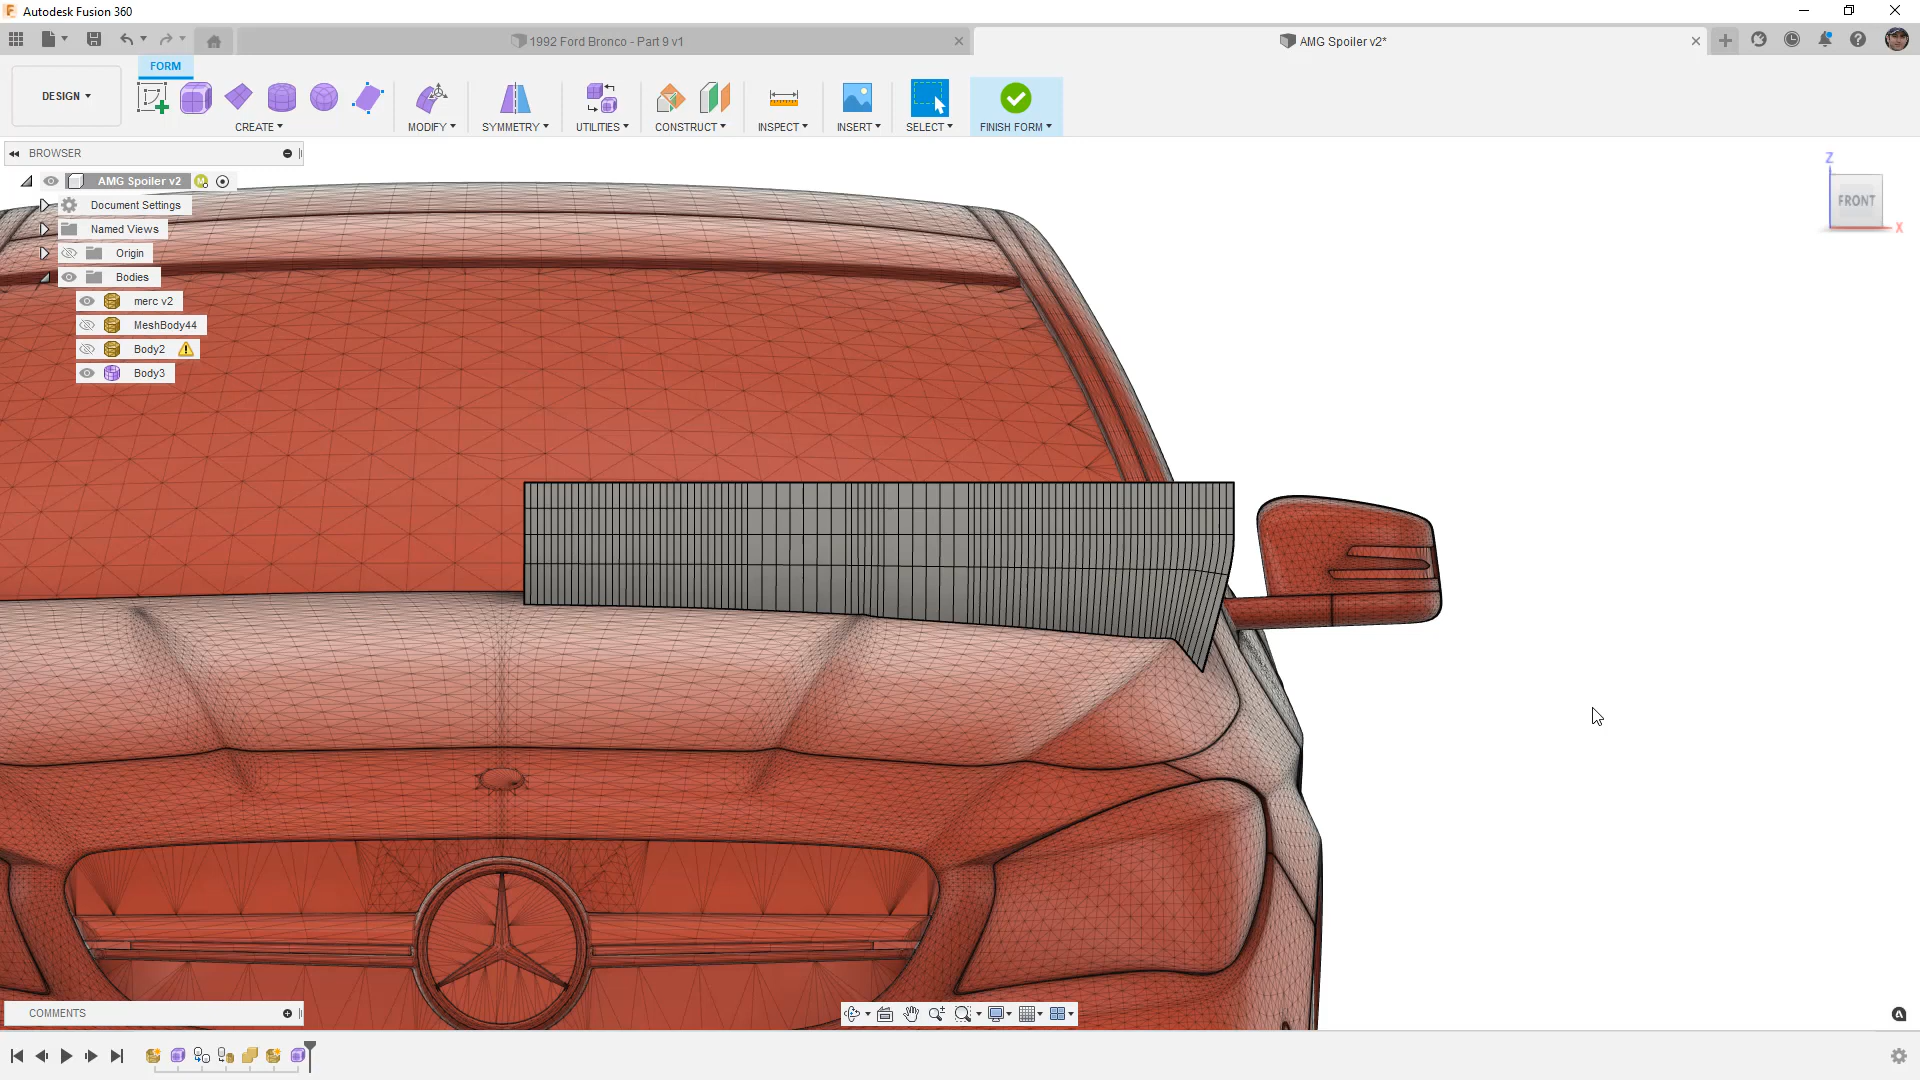 Autodesk Fusion 360
1992 Ford Bronco - Part 9 v1
AMG Spoiler v2*
FORM
DESIGN
CREATE
MODIFY
SYMMETRY
UTILITIES
CONSTRUCT
INSPECT
INSERT
SELECT
FINISH FORM
BROWSER
AMG Spoiler v2
Document Settings
Named Views
Origin
Bodies
merc v2
MeshBody44
Body2
Body3
Z
FRONT
X
COMMENTS